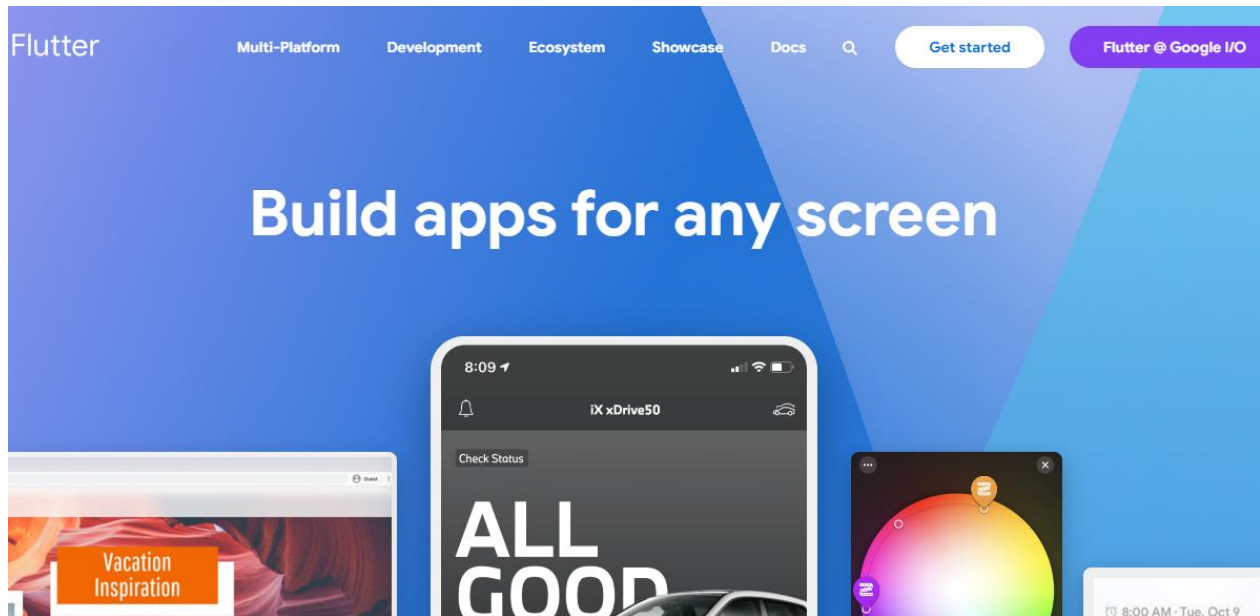 Flutter
Multi-Platform Development Ecosystem Showcase Docs Get started Flutter @ Google I/O
Build apps for any screen
8:09
iX xDrive50
Check Status
ALL
GOOD
Guest
Vacation
Inspiration
8:00 AM · Tue, Oct 9